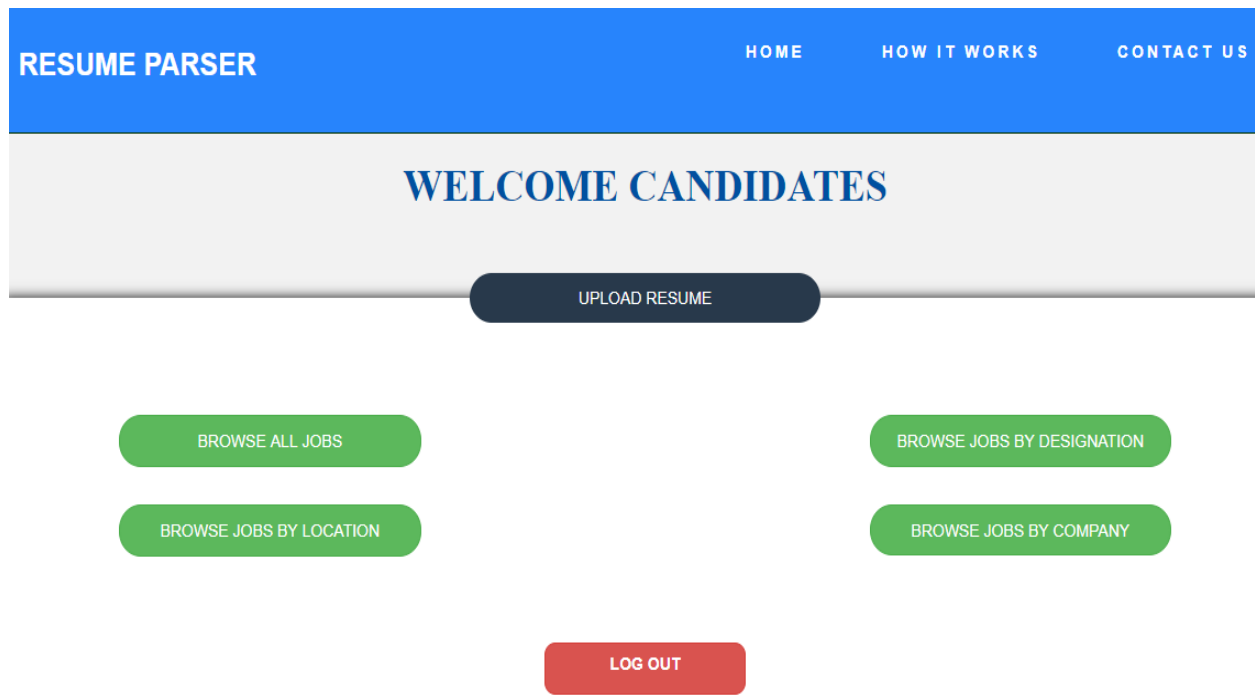 RESUME PARSER
HOME
HOW IT WORKS
CONTACT US
WELCOME CANDIDATES
UPLOAD RESUME
BROWSE ALL JOBS
BROWSE JOBS BY DESIGNATION
BROWSE JOBS BY LOCATION
BROWSE JOBS BY COMPANY
LOG OUT